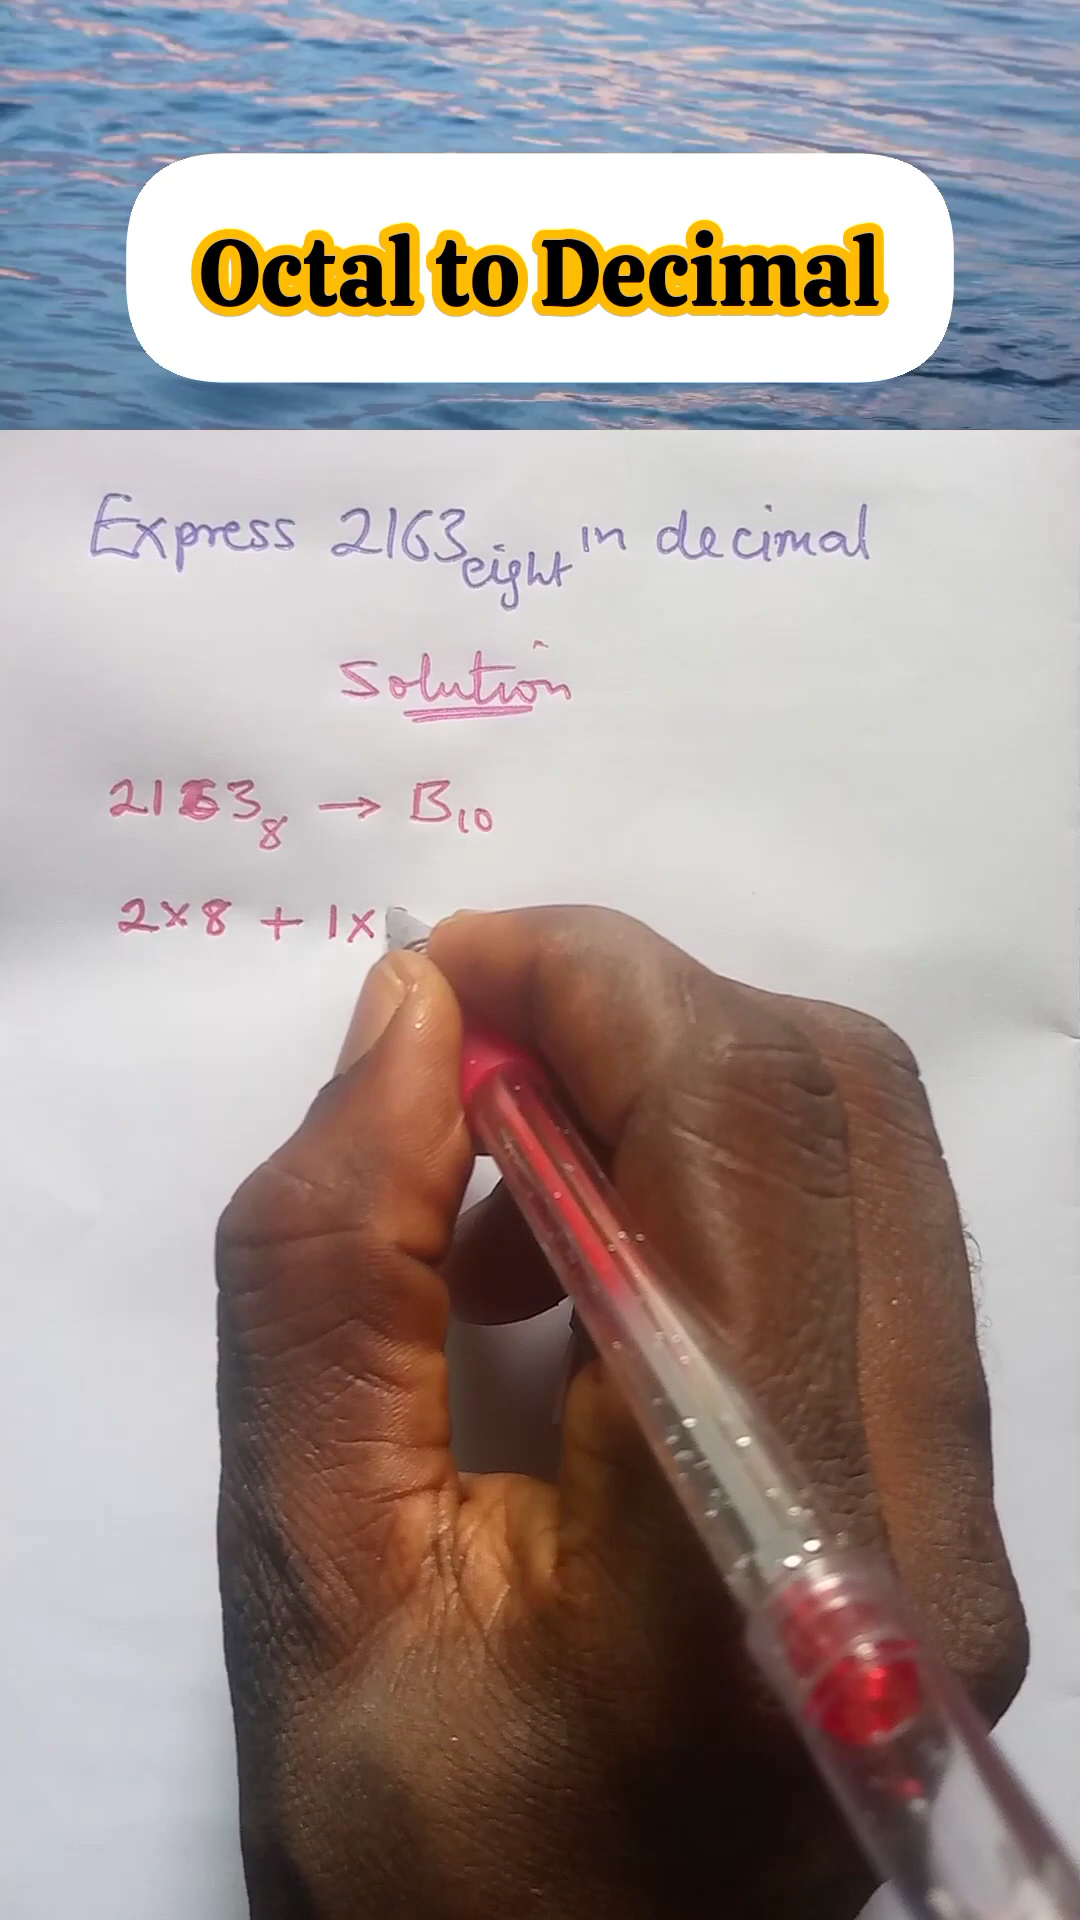 Octal to Decimal
Express 2163eight in decimal
Solution
2163₈ → B₁₀
2×8 + 1×